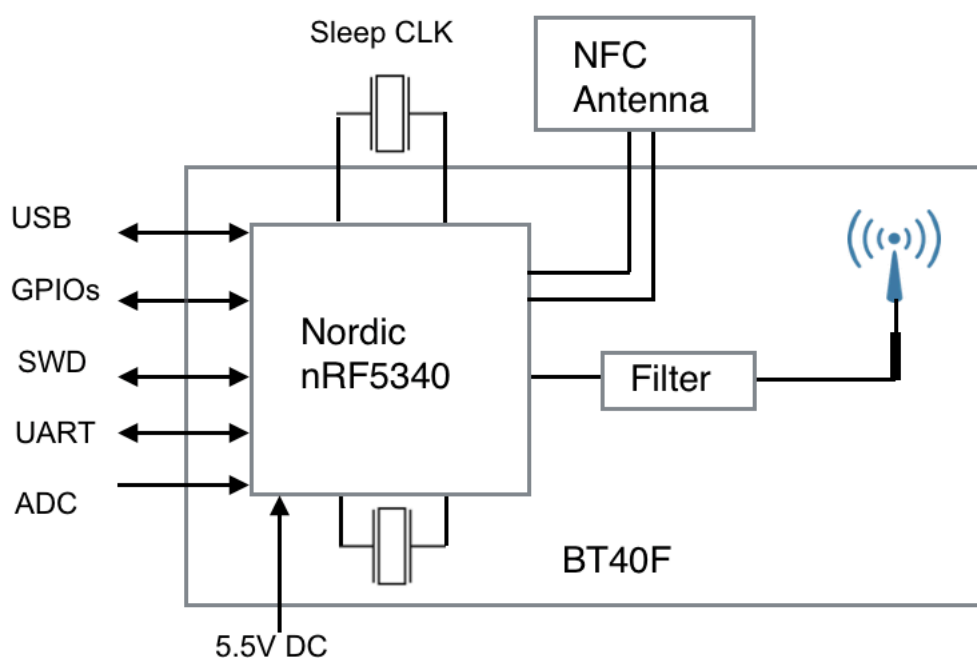 Sleep CLK
NFC
Antenna
USB
GPIOs
SWD
UART
ADC
Nordic
nRF5340
Filter
BT40F
5.5V DC